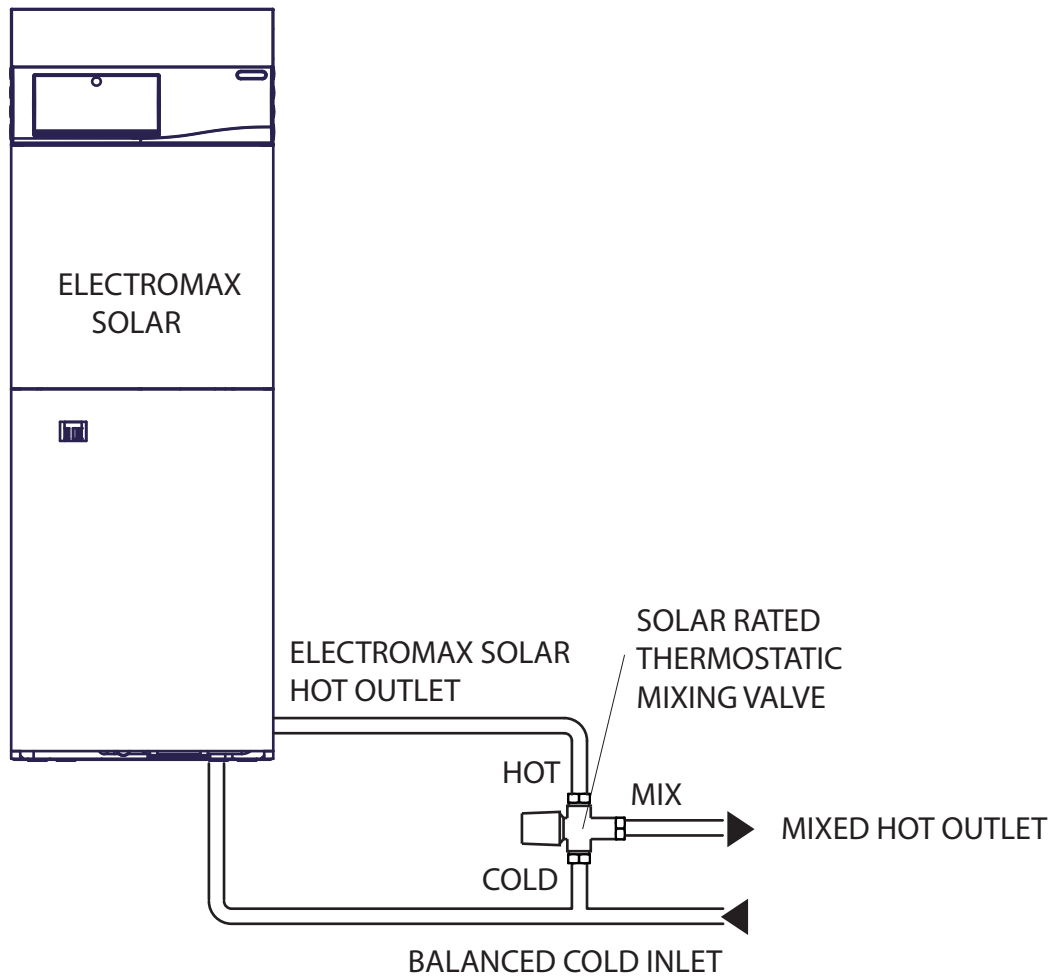 ELECTROMAX
SOLAR
ELECTROMAX SOLAR
HOT OUTLET
SOLAR RATED
THERMOSTATIC
MIXING VALVE
HOT
MIX
MIXED HOT OUTLET
COLD
BALANCED COLD INLET